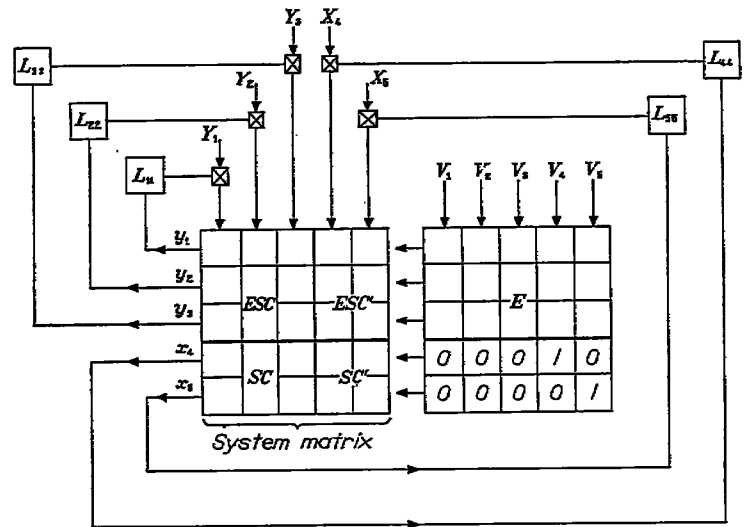 Y₃ X₄
L₃₃ L₄₄
Y₂ X₅
L₂₂ L₅₅
Y₁
L₁₁ V₁ V₂ V₃ V₄ V₅
y₁
y₂
ESC ESC' E
y₃
x₄ 0 0 0 1 0
SC SC'
x₅ 0 0 0 0 1
System matrix